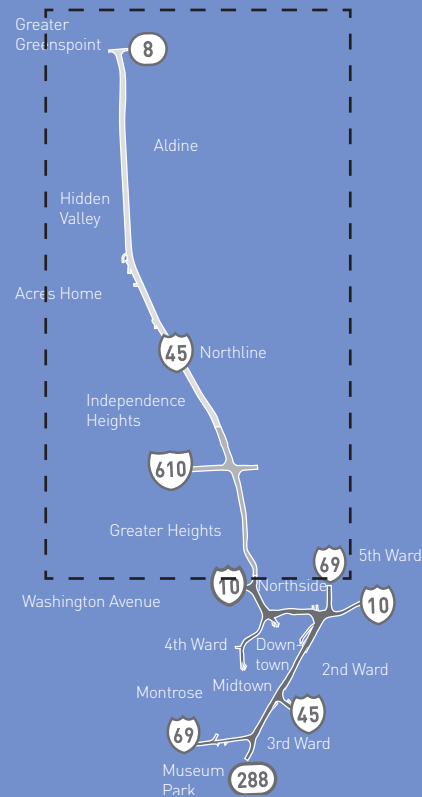 Greater
Greenspoint
8
Aldine
Hidden
Valley
Acres Home
45
Northline
Independence
Heights
610
Greater Heights
69
5th Ward
10
Northside
10
Washington Avenue
4th Ward
Down-
town
2nd Ward
Midtown
Montrose
45
69
3rd Ward
Museum
Park
288